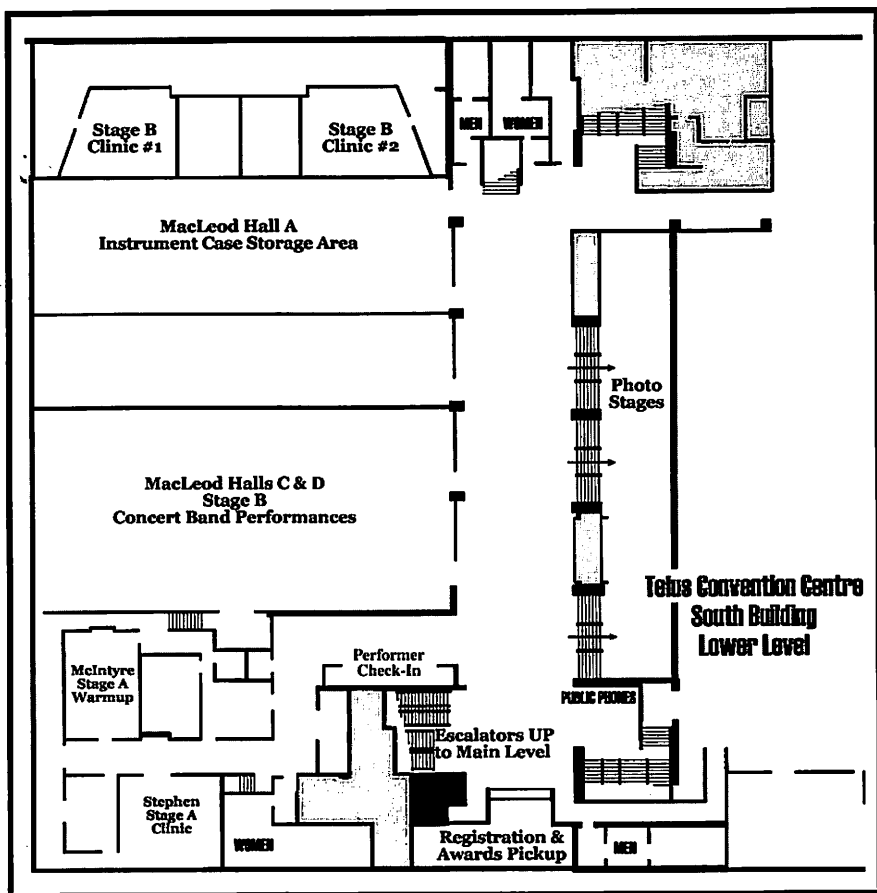 Stage B
Clinic #1
Stage B
Clinic #2
MEN
WOMEN
MacLeod Hall A
Instrument Case Storage Area
Photo
Stages
MacLeod Halls C & D
Stage B
Concert Band Performances
Telus Convention Centre
South Building
Lower Level
McIntyre
Stage A
Warmup
Performer
Check-In
PUBLIC PHONES
Escalators UP
to Main Level
Stephen
Stage A
Clinic
WOMEN
Registration &
Awards Pickup
MEN